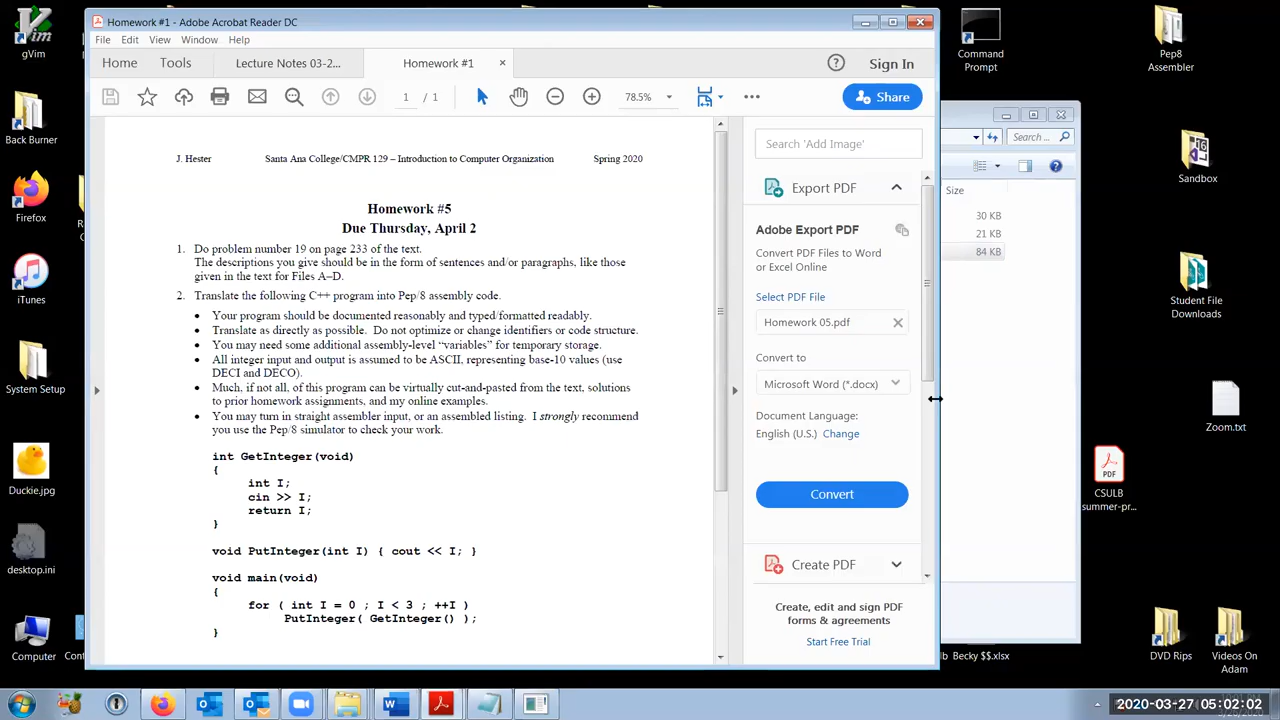 Homework #1 - Adobe Acrobat Reader DC
File Edit View Window Help
Home Tools Lecture Notes 03-2... Homework #1 × ? Sign In
1 / 1 78.5% Share
J. Hester Santa Ana College/CMPR 129 – Introduction to Computer Organization Spring 2020
Homework #5
Due Thursday, April 2
1. Do problem number 19 on page 233 of the text.
The descriptions you give should be in the form of sentences and/or paragraphs, like those
given in the text for Files A–D.
2. Translate the following C++ program into Pep/8 assembly code.
• Your program should be documented reasonably and typed/formatted readably.
• Translate as directly as possible. Do not optimize or change identifiers or code structure.
• You may need some additional assembly-level “variables” for temporary storage.
• All integer input and output is assumed to be ASCII, representing base-10 values (use
DECI and DECO).
• Much, if not all, of this program can be virtually cut-and-pasted from the text, solutions
to prior homework assignments, and my online examples.
• You may turn in straight assembler input, or an assembled listing. I strongly recommend
you use the Pep/8 simulator to check your work.
int GetInteger(void)
{
int I;
cin >> I;
return I;
}
void PutInteger(int I) { cout << I; }
void main(void)
{
for ( int I = 0 ; I < 3 ; ++I )
PutInteger( GetInteger() );
}
Search 'Add Image'
Export PDF
Adobe Export PDF
Convert PDF Files to Word
or Excel Online
Select PDF File
Homework 05.pdf
Convert to
Microsoft Word (*.docx)
Document Language:
English (U.S.) Change
Convert
Create PDF
Create, edit and sign PDF
forms & agreements
Start Free Trial
Search ...
Size
30 KB
21 KB
84 KB
gVim
Back Burner
Firefox
iTunes
System Setup
Duckie.jpg
desktop.ini
Computer
Command
Prompt
Pep8
Assembler
Sandbox
Student File
Downloads
Zoom.txt
CSULB
summer-pr...
Becky $$.xlsx
DVD Rips
Videos On
Adam
2020-03-27 05:02:02